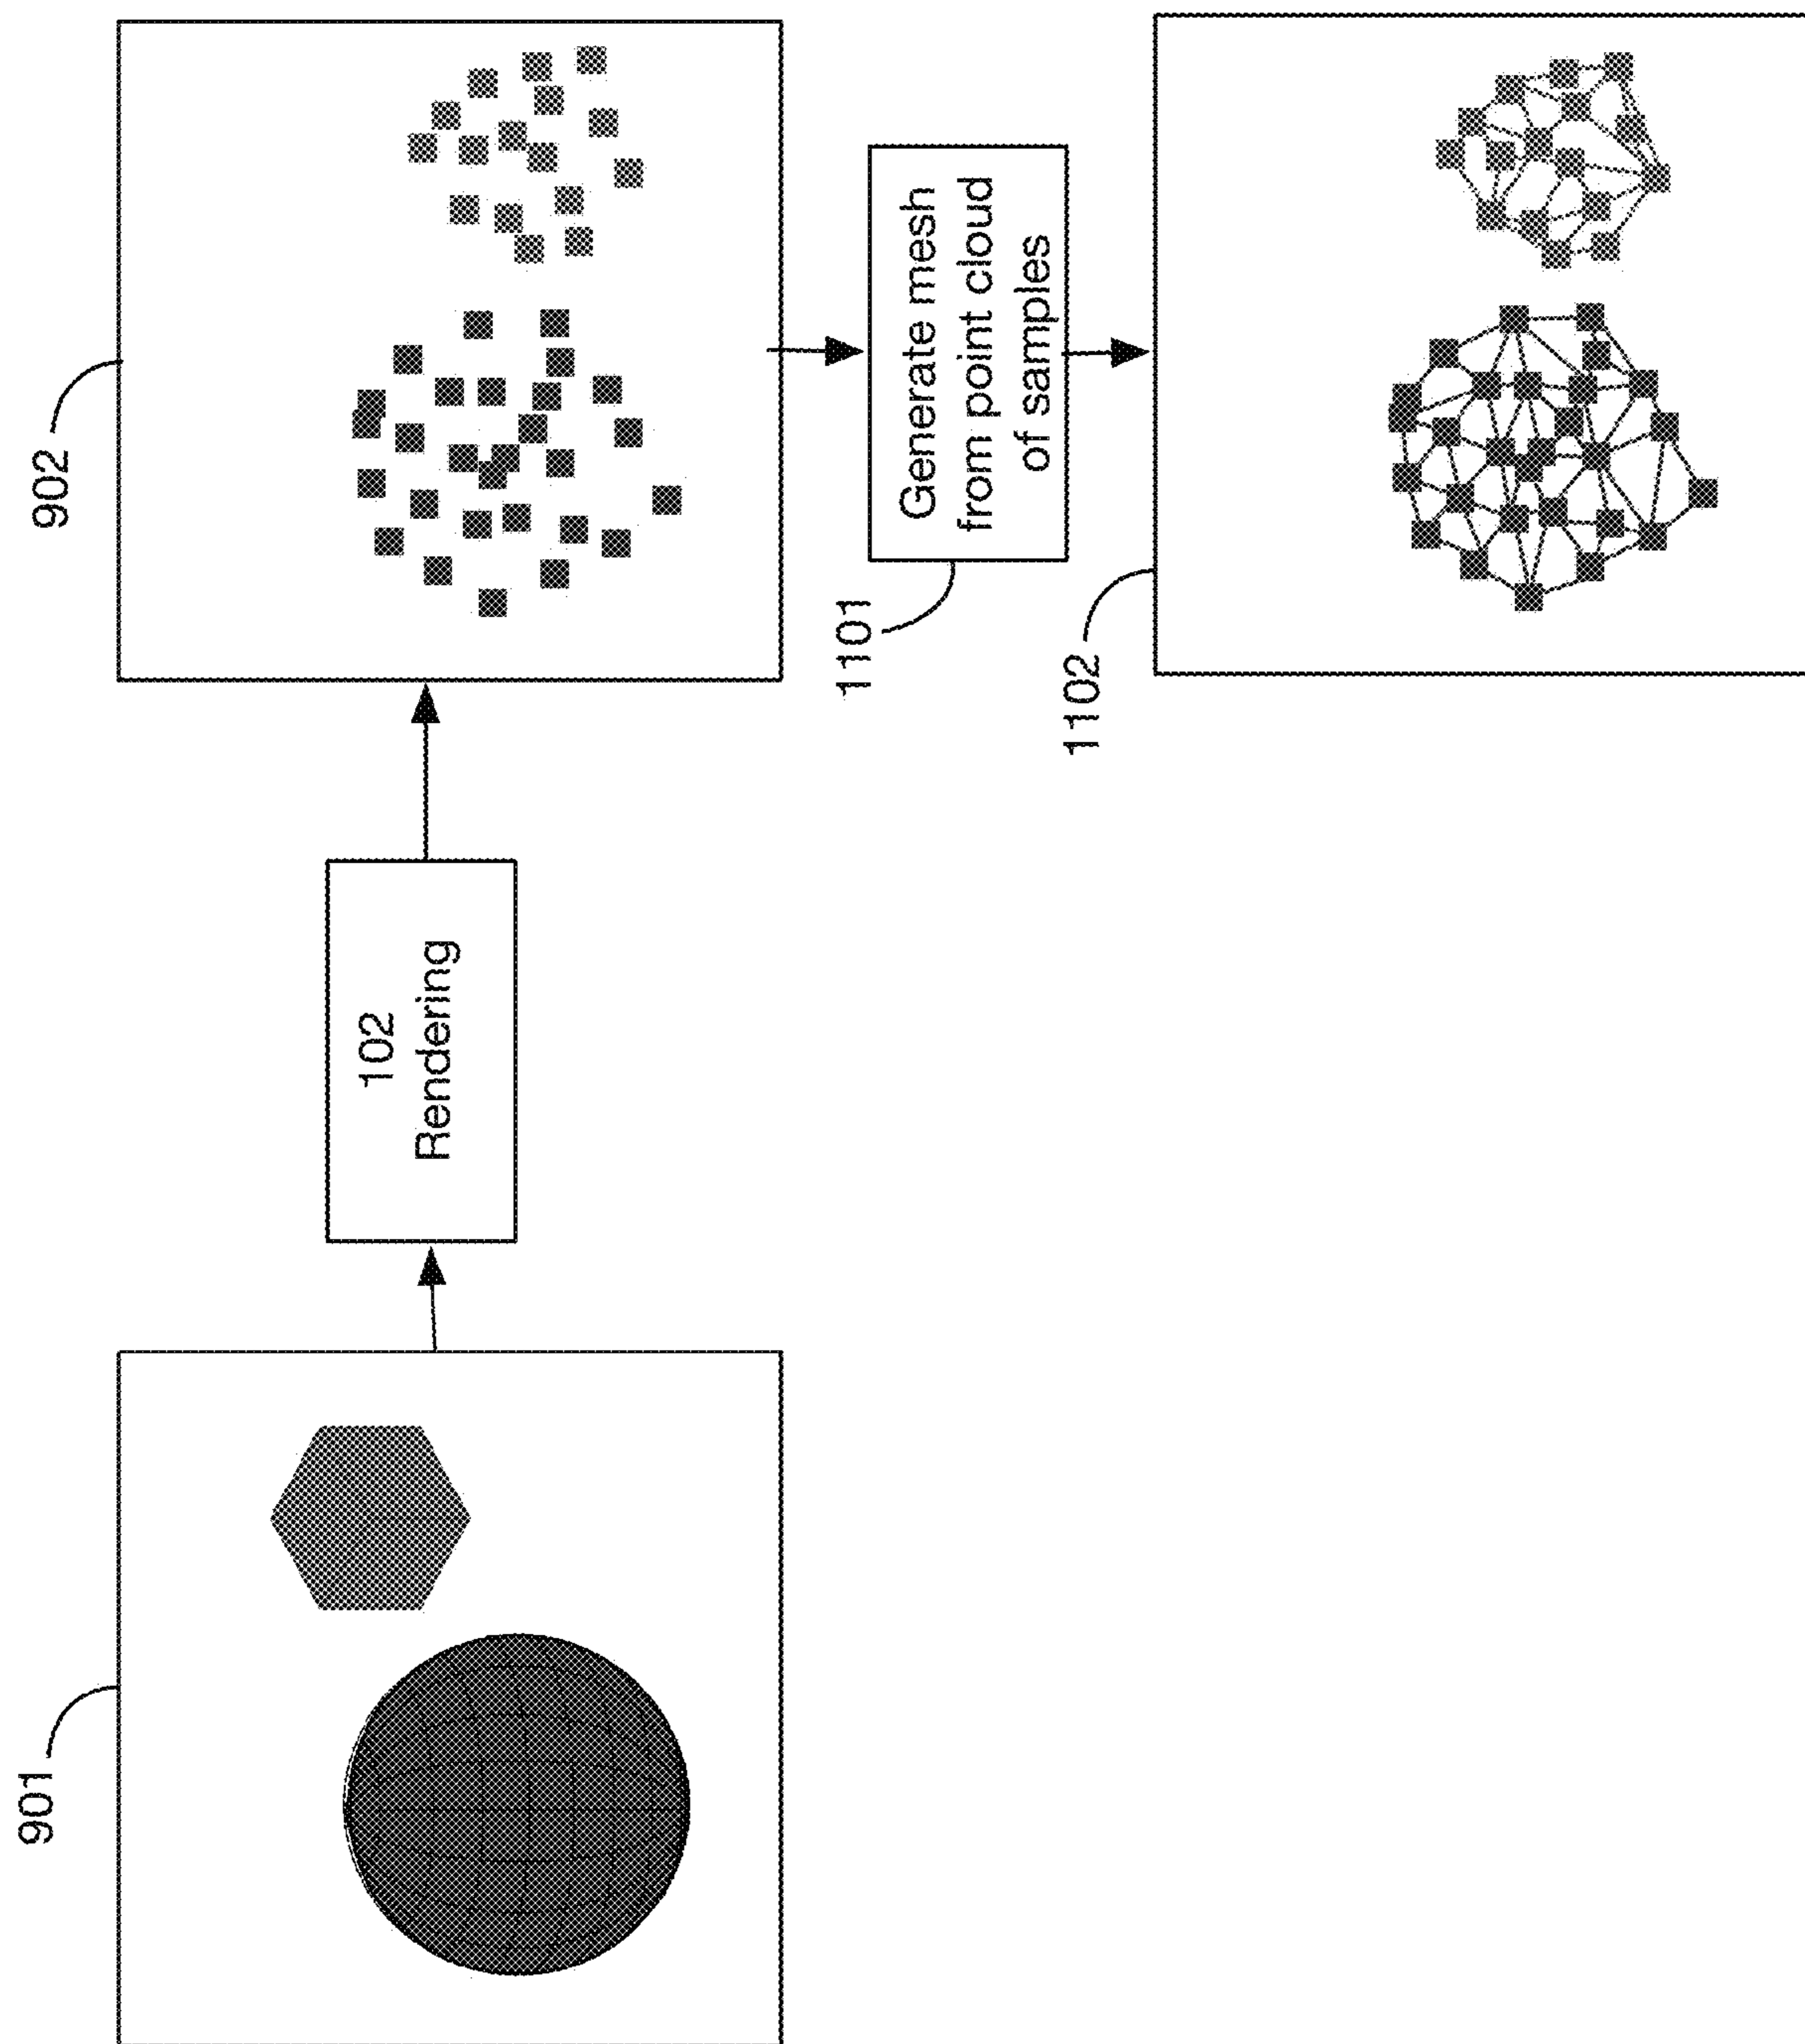 901
102
Rendering
902
1101
Generate mesh
from point cloud
of samples
1102